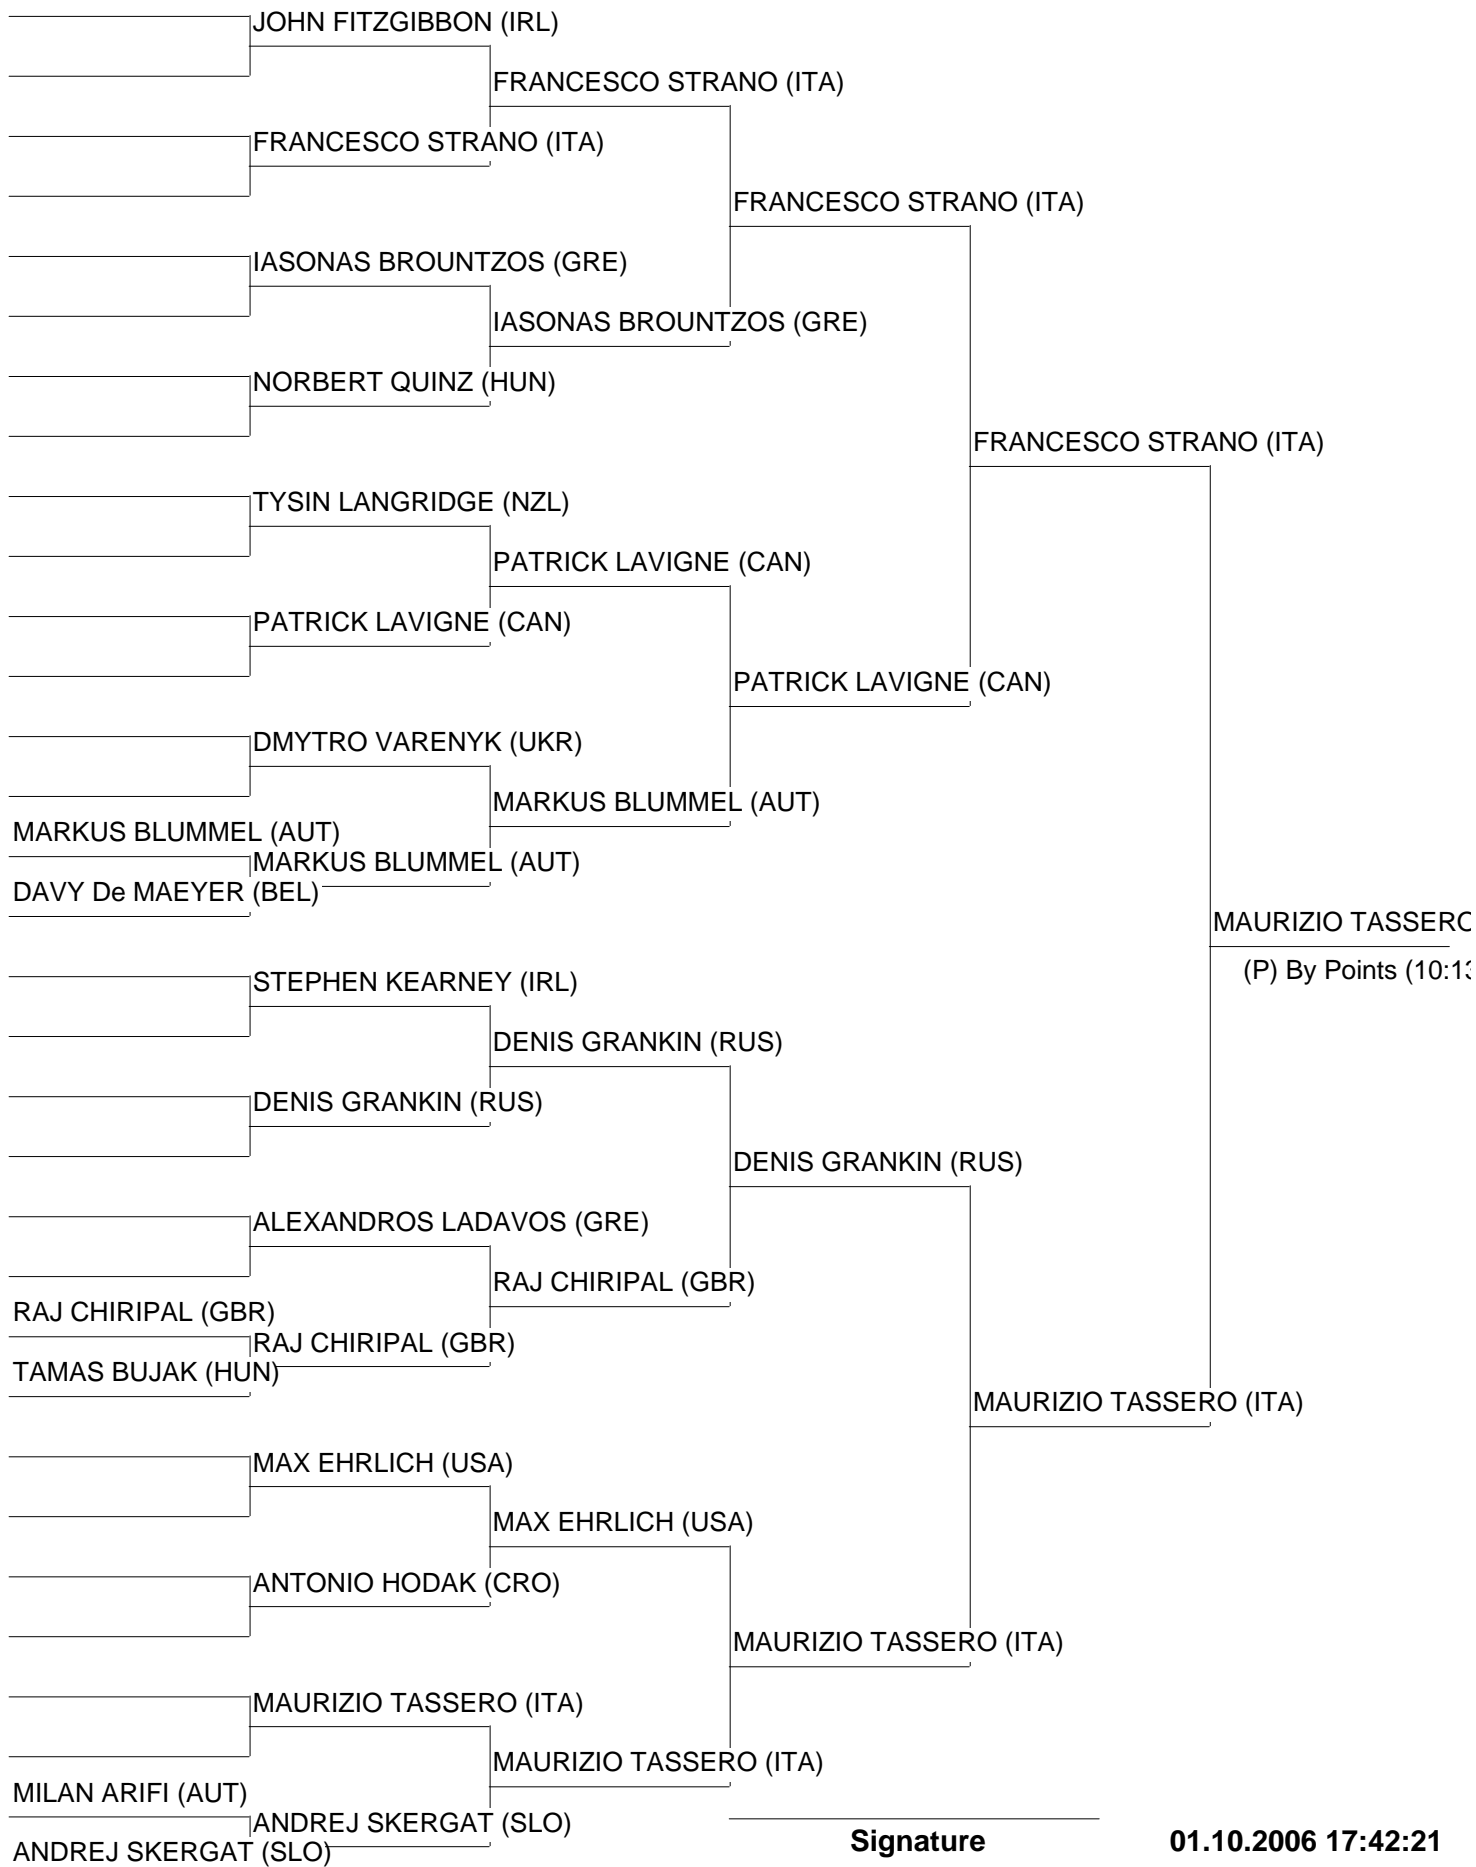 JOHN FITZGIBBON (IRL)
FRANCESCO STRANO (ITA)
FRANCESCO STRANO (ITA)
FRANCESCO STRANO (ITA)
IASONAS BROUNTZOS (GRE)
IASONAS BROUNTZOS (GRE)
NORBERT QUINZ (HUN)
FRANCESCO STRANO (ITA)
TYSIN LANGRIDGE (NZL)
PATRICK LAVIGNE (CAN)
PATRICK LAVIGNE (CAN)
PATRICK LAVIGNE (CAN)
DMYTRO VARENYK (UKR)
MARKUS BLUMMEL (AUT)
MARKUS BLUMMEL (AUT)
MARKUS BLUMMEL (AUT)
DAVY De MAEYER (BEL)
MAURIZIO TASSERO
(P) By Points (10:13
STEPHEN KEARNEY (IRL)
DENIS GRANKIN (RUS)
DENIS GRANKIN (RUS)
DENIS GRANKIN (RUS)
ALEXANDROS LADAVOS (GRE)
RAJ CHIRIPAL (GBR)
RAJ CHIRIPAL (GBR)
RAJ CHIRIPAL (GBR)
TAMAS BUJAK (HUN)
MAURIZIO TASSERO (ITA)
MAX EHRLICH (USA)
MAX EHRLICH (USA)
ANTONIO HODAK (CRO)
MAURIZIO TASSERO (ITA)
MAURIZIO TASSERO (ITA)
MAURIZIO TASSERO (ITA)
MILAN ARIFI (AUT)
ANDREJ SKERGAT (SLO)
ANDREJ SKERGAT (SLO)
Signature
01.10.2006 17:42:21